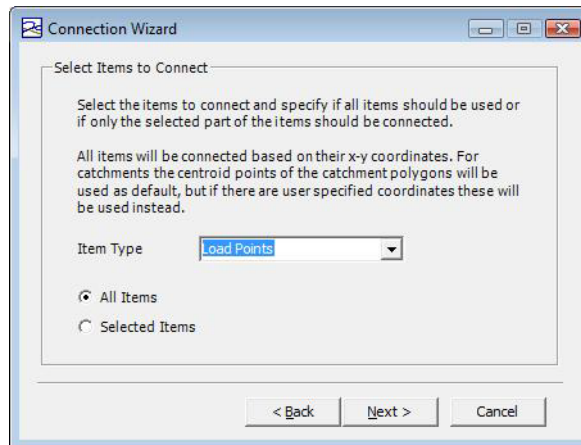 Connection Wizard
Select Items to Connect
Select the items to connect and specify if all items should be used or
if only the selected part of the items should be connected.
All items will be connected based on their x-y coordinates. For
catchments the centroid points of the catchment polygons will be
used as default, but if there are user specified coordinates these will
be used instead.
Item Type Load Points
All Items
Selected Items
< Back Next > Cancel